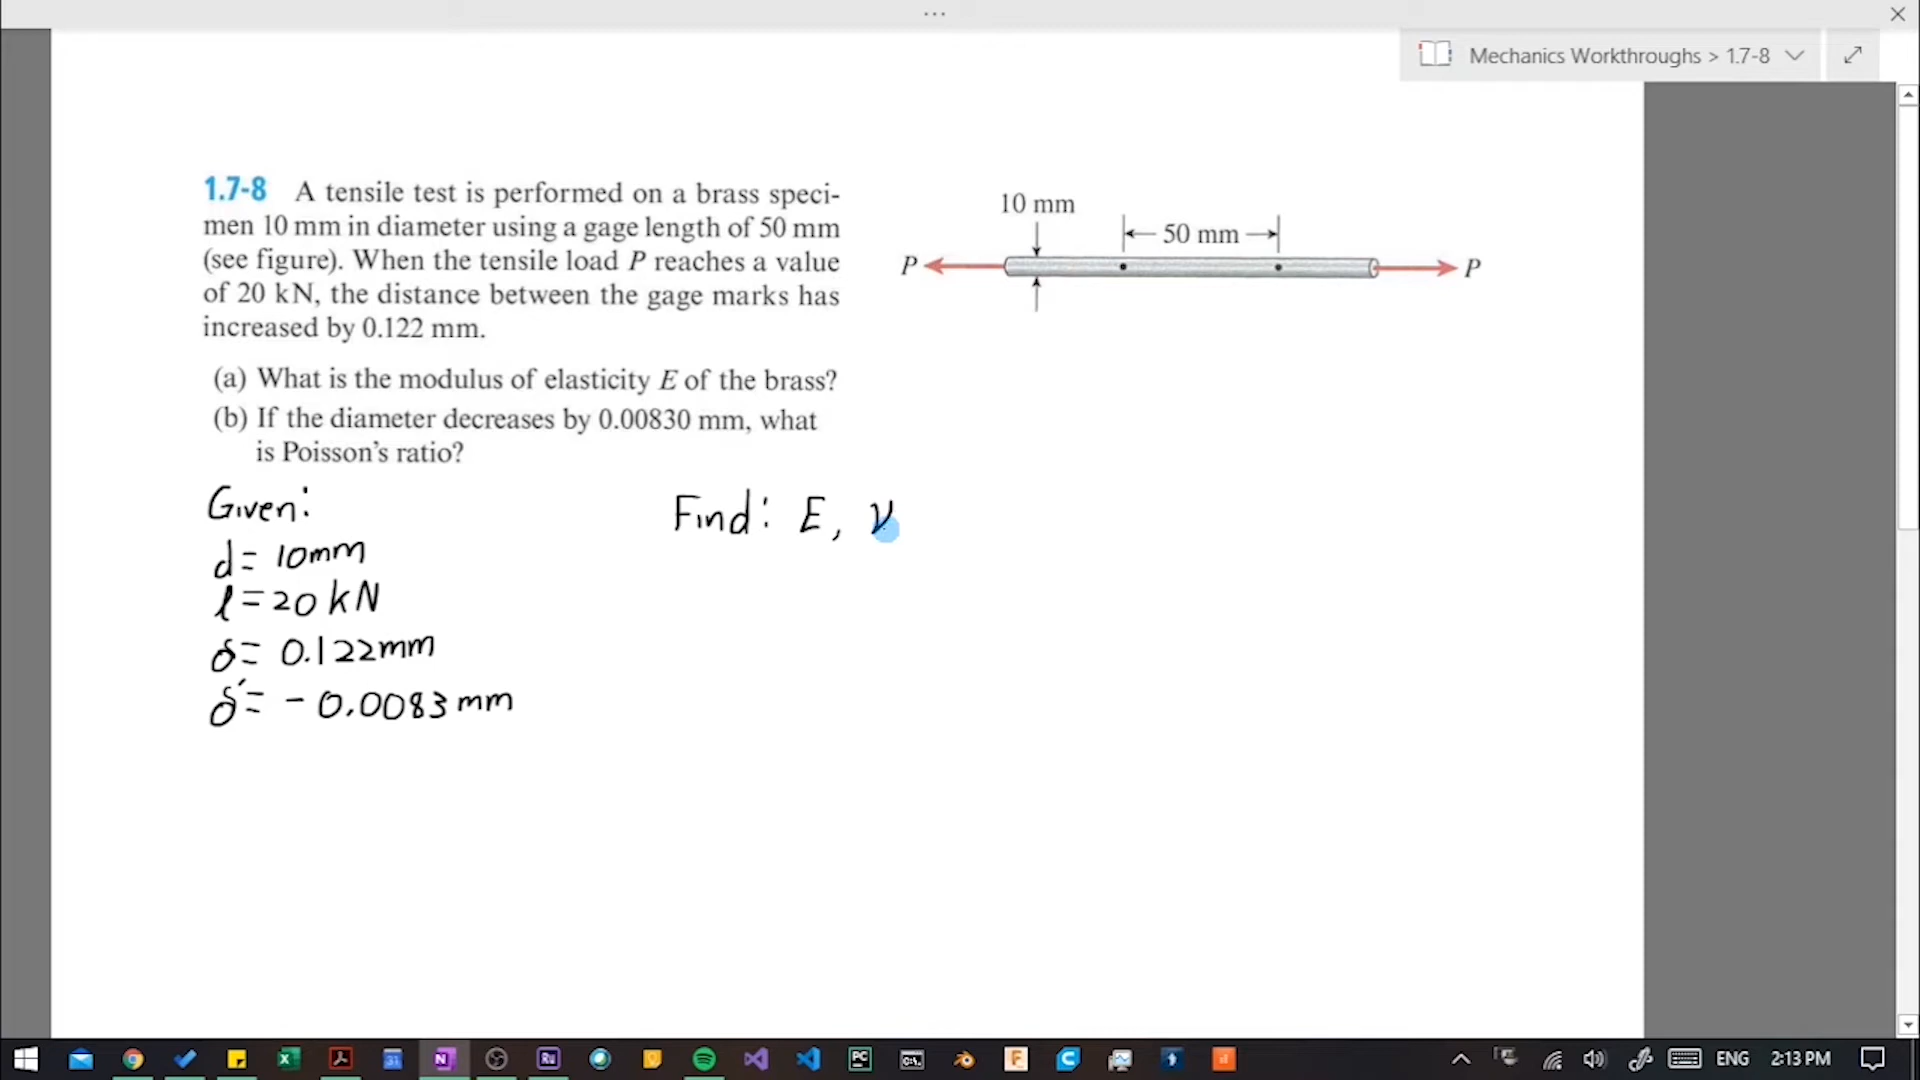 ...
Mechanics Workthroughs > 1.7-8
1.7-8 A tensile test is performed on a brass speci-
men 10 mm in diameter using a gage length of 50 mm
(see figure). When the tensile load P reaches a value
of 20 kN, the distance between the gage marks has
increased by 0.122 mm.
(a) What is the modulus of elasticity E of the brass?
(b) If the diameter decreases by 0.00830 mm, what
is Poisson's ratio?
10 mm
50 mm
P
P
Given:
d = 10mm
l = 20 kN
δ = 0.122mm
δ' = - 0.0083 mm
Find: E, ν
31
N
Ru
PC
C:\.
F
C
d
ENG
2:13 PM